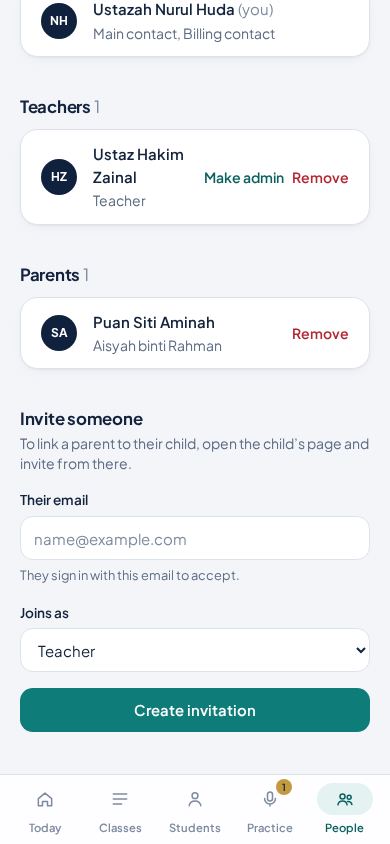 NH
Ustazah Nurul Huda (you)
Main contact, Billing contact
Teachers 1
HZ
Ustaz Hakim
Zainal
Teacher
Make admin Remove
Parents 1
SA
Puan Siti Aminah
Aisyah binti Rahman
Remove
Invite someone
To link a parent to their child, open the child's page and
invite from there.
Their email
name@example.com
They sign in with this email to accept.
Joins as
Teacher
Create invitation
1
Today Classes Students Practice People